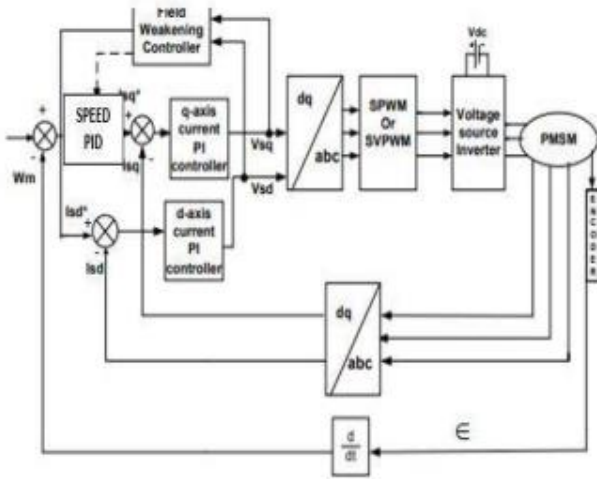 Field
Weakening
Controller
Vdc
+ -
Isq*
+
SPEED
PID
+
-
q-axis
current
PI
controller
Vsq
dq
abc
SPWM
Or
SVPWM
Voltage
source
Inverter
PMSM
-
Wm
Isq
Vsd
Isd*
+
-
Isd
d-axis
current
PI
controller
ENCODER
dq
abc
d
dt
∈